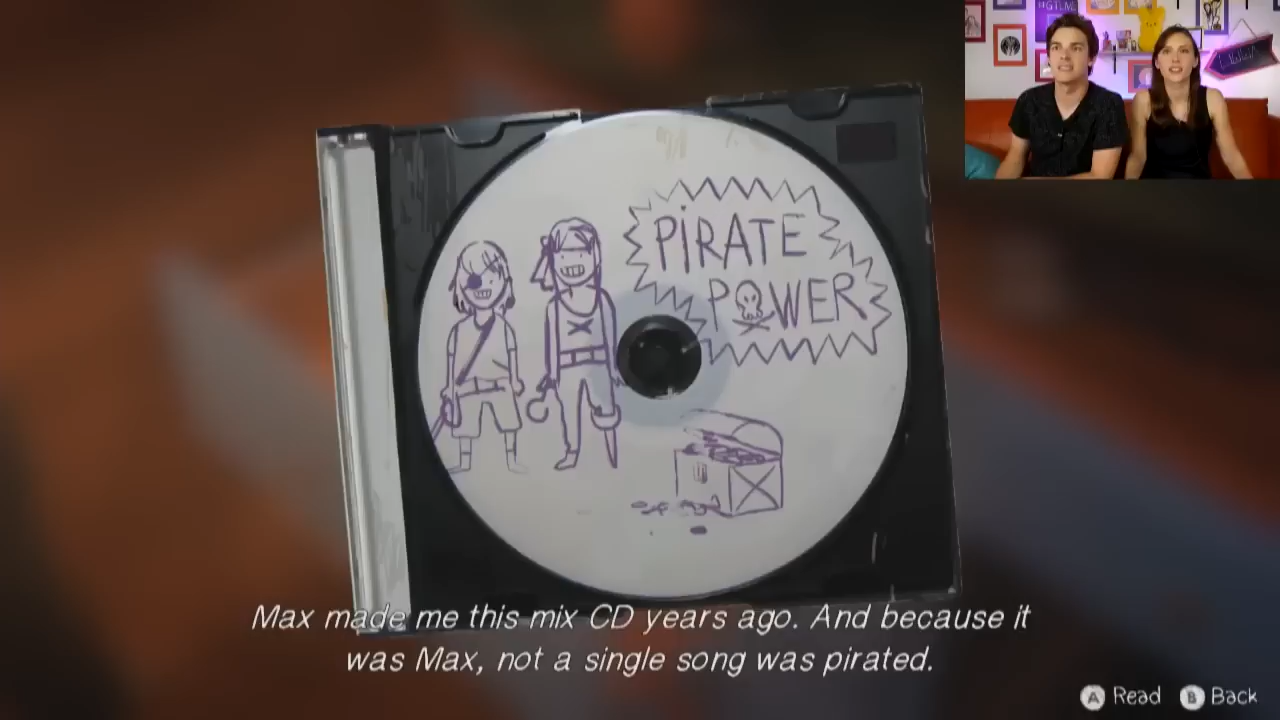 #GTLIVE
PIRATE
POWER
Max made me this mix CD years ago. And because it
was Max, not a single song was pirated.
A Read B Back